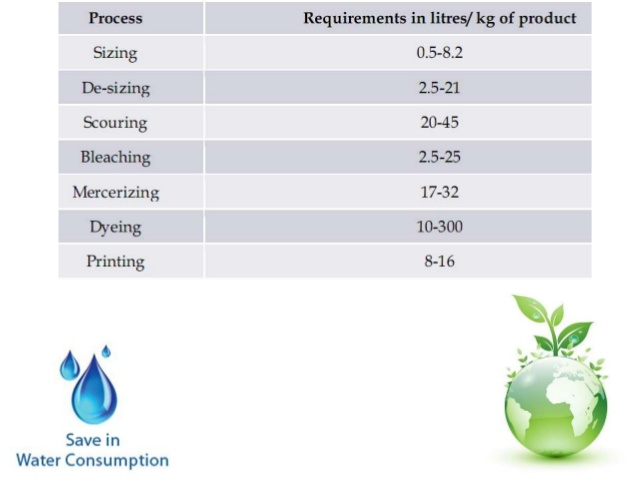 Process Requirements in litres/ kg of product
Sizing 0.5-8.2
De-sizing 2.5-21
Scouring 20-45
Bleaching 2.5-25
Mercerizing 17-32
Dyeing 10-300
Printing 8-16
Save in
Water Consumption